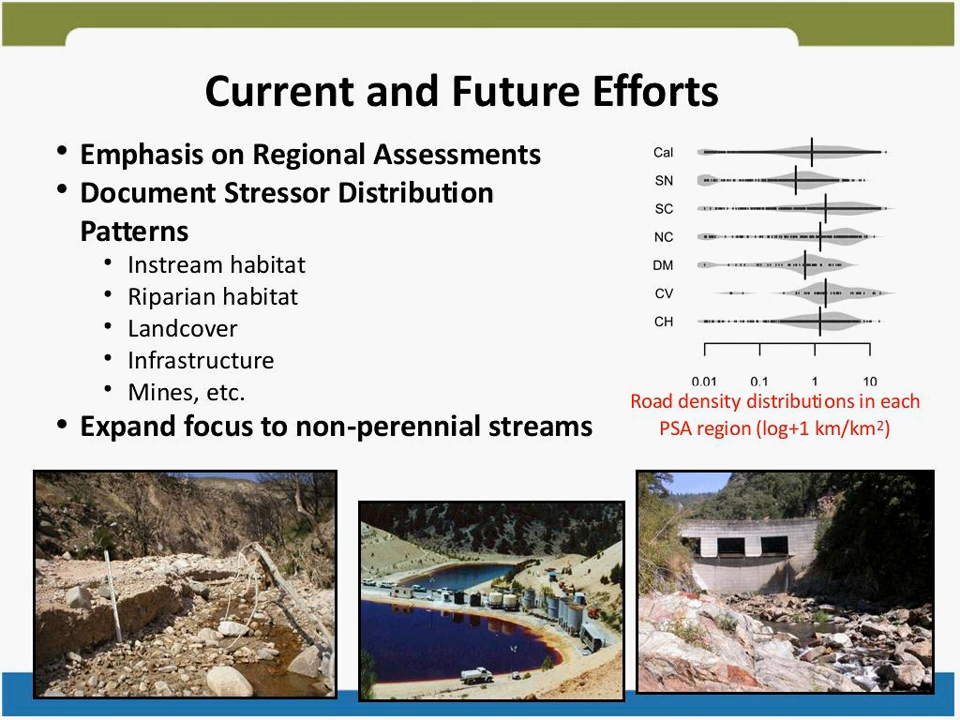 Current and Future Efforts
• Emphasis on Regional Assessments
• Document Stressor Distribution
Patterns
• Instream habitat
• Riparian habitat
• Landcover
• Infrastructure
• Mines, etc.
• Expand focus to non-perennial streams
Cal
SN
SC
NC
DM
CV
CH
0.01 0.1 1 10
Road density distributions in each
PSA region (log+1 km/km²)